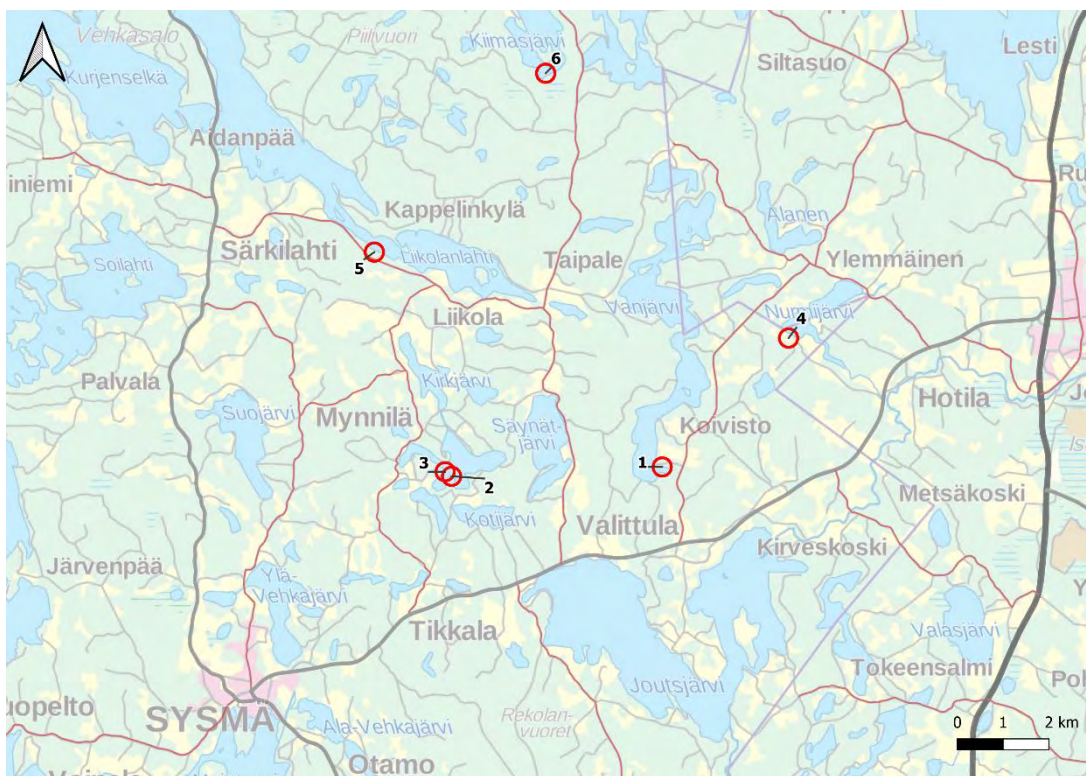 Vehkasalo
Piilivuori
Kiimasjärvi
6
Siltasuo
Lesti
Kurjenselkä
Aidanpää
iniemi
Ru
Kappelinkylä
Alanen
Särkilahti
Liikolanlahti
5
Soilahti
Taipale
Ylemmäinen
Vanjärvi
Nurmijärvi
4
Liikola
Palvala
Kirkjärvi
Suojärvi
Mynnilä
Säynät-
järvi
Koivisto
Hotila
1
3
2
Metsäkoski
Kotijärvi
Valittula
Kirveskoski
Järvenpää
Ylä-
Vehkajärvi
Tikkala
Valasjärvi
Tokeensalmi
Joutsjärvi
uopelto
SYSMÄ
Ala-Vehkajärvi
Rekolan-
vuoret
0 1 2 km
Otamo